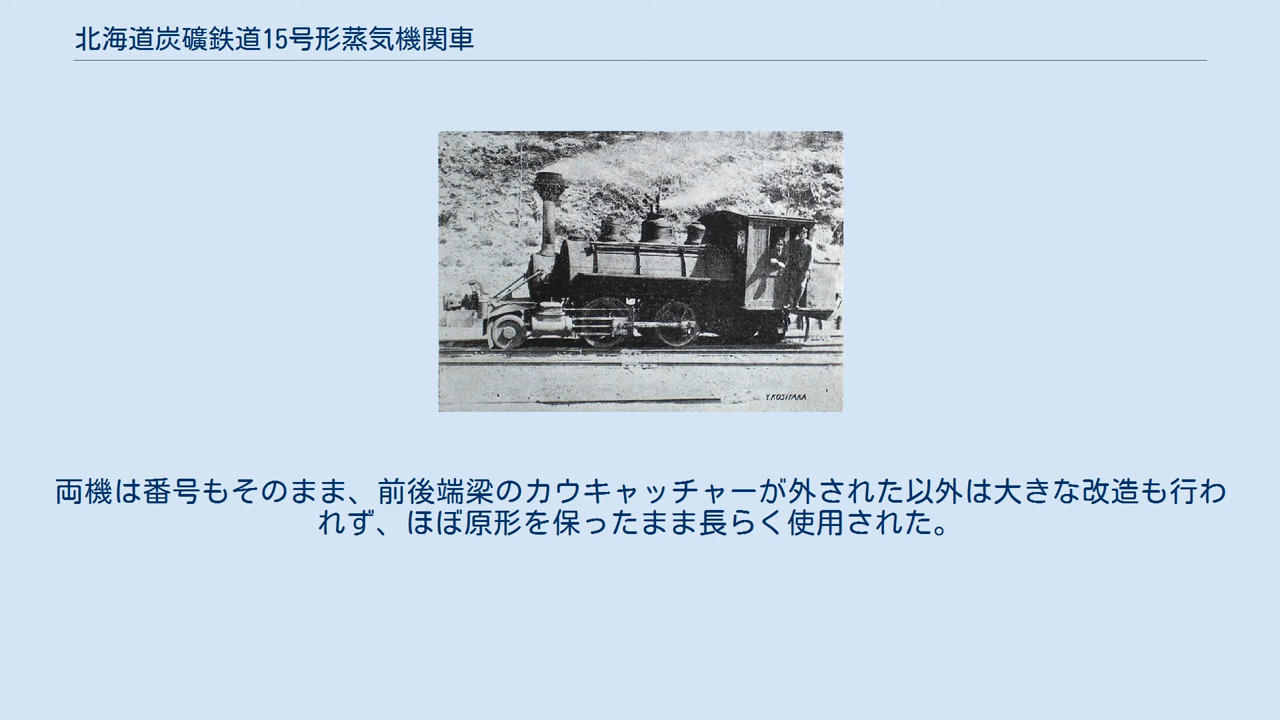 北海道炭礦鉄道15号形蒸気機関車
Y.KOSITAKA
両機は番号もそのまま、前後端梁のカウキャッチャーが外された以外は大きな改造も行わ
れず、ほぼ原形を保ったまま長らく使用された。